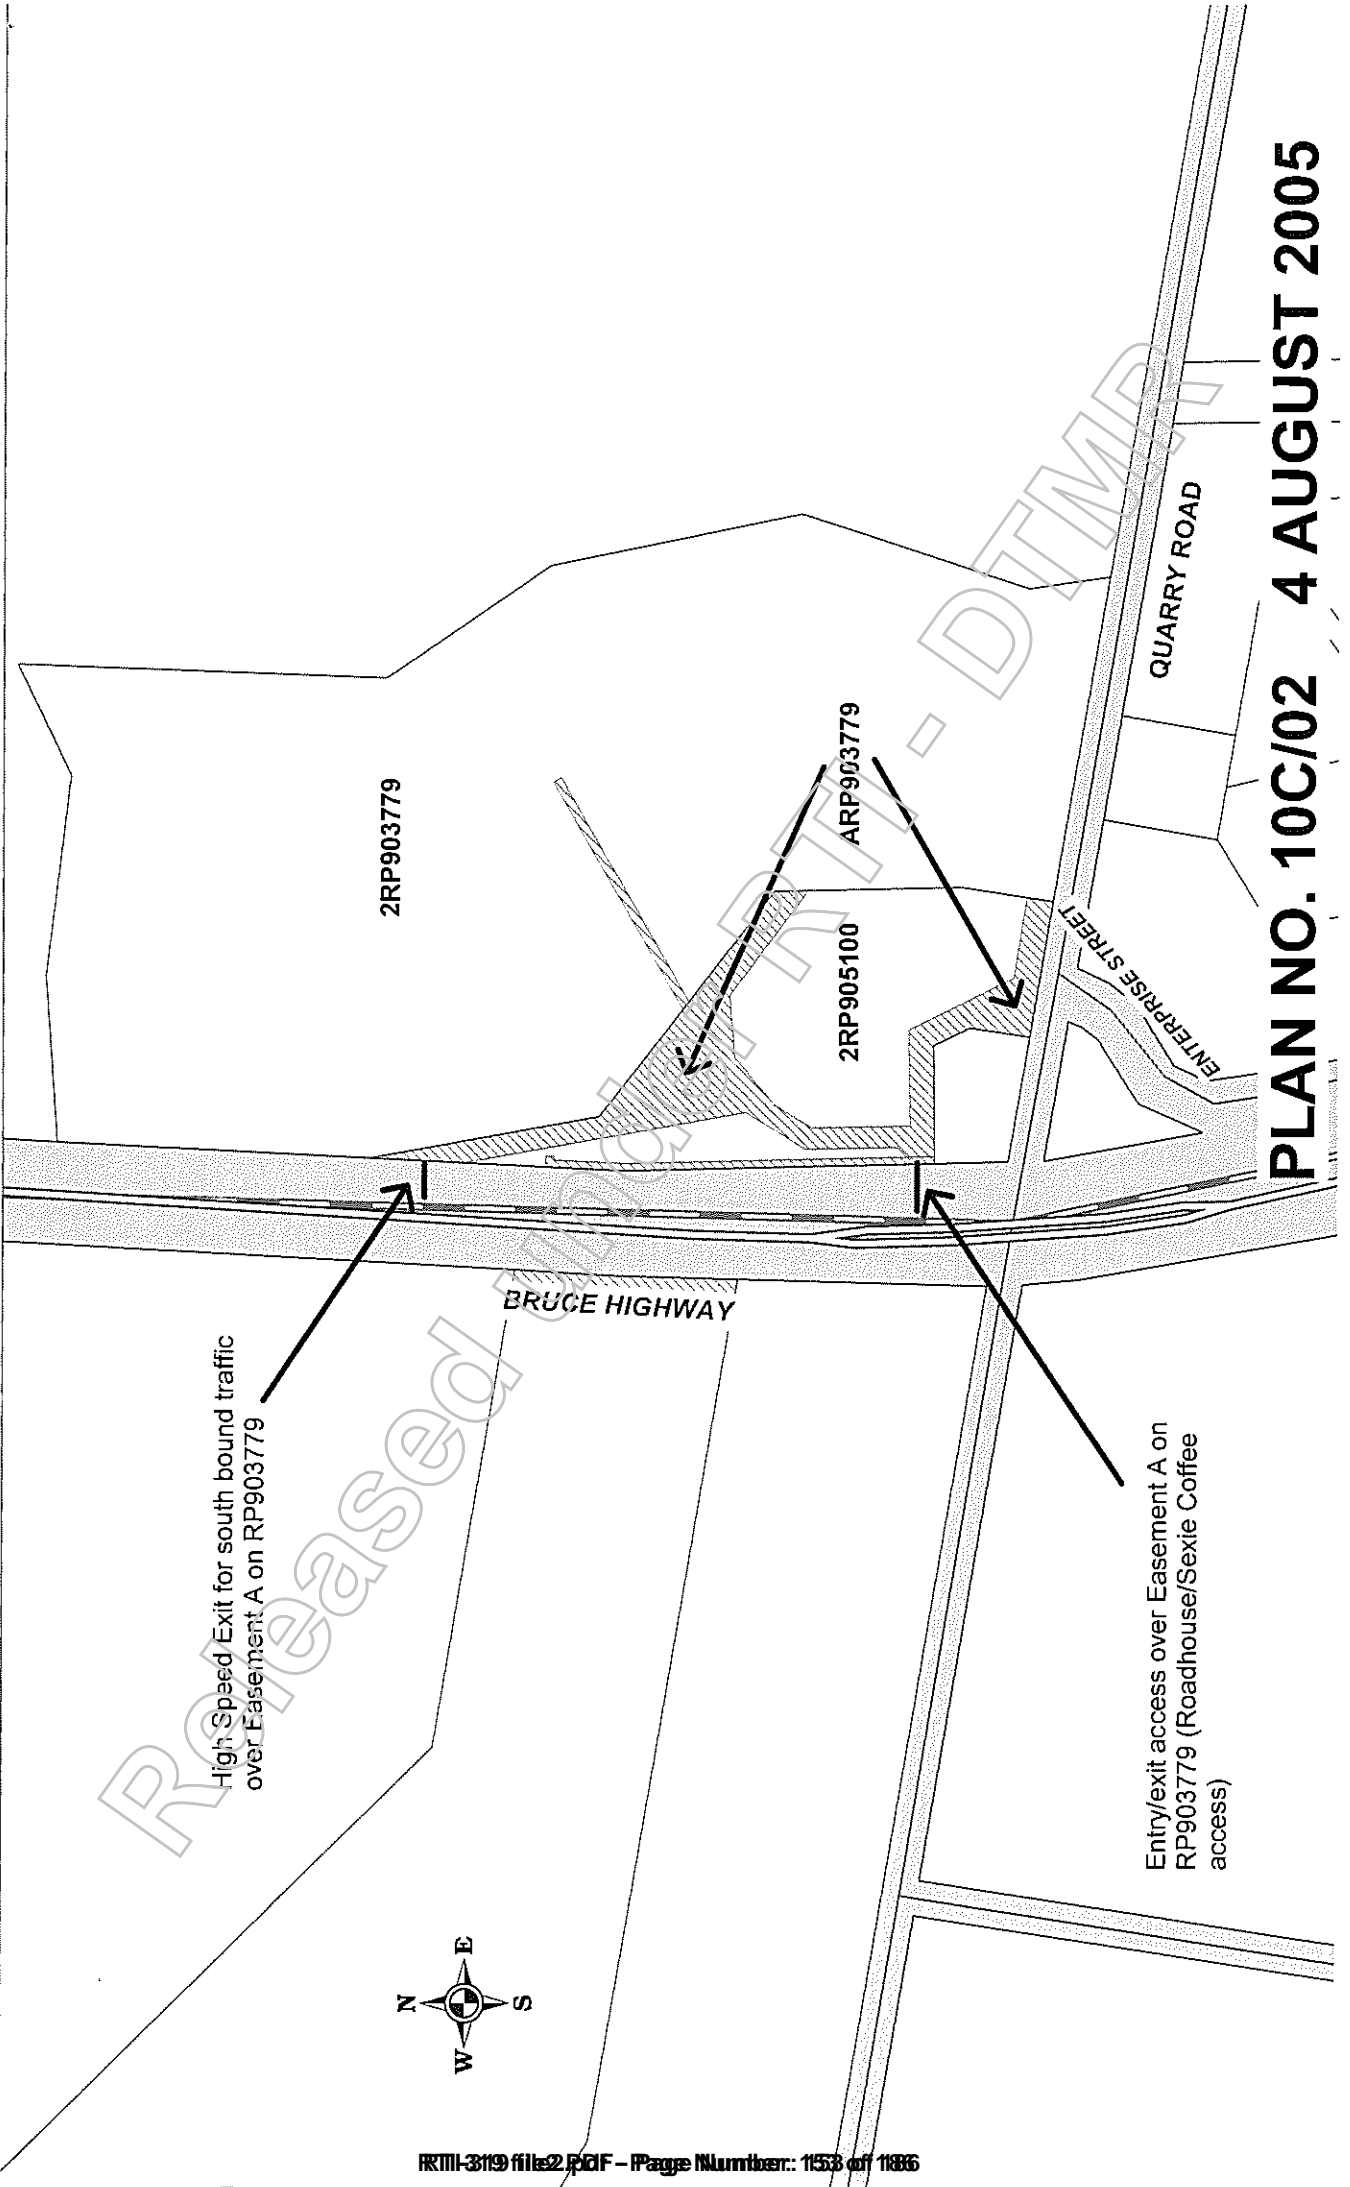 High Speed Exit for south bound traffic
over Easement A on RP903779
2RP903779
ARP903779
2RP905100
BRUCE HIGHWAY
QUARRY ROAD
ENTERPRISE STREET
Entry/exit access over Easement A on
RP903779 (Roadhouse/Sexie Coffee
access)
N
W
E
S
PLAN NO. 10C/02 4 AUGUST 2005
Released under RTI - DTMR
RTI-319 file2.pdf - Page Number: 153 of 186